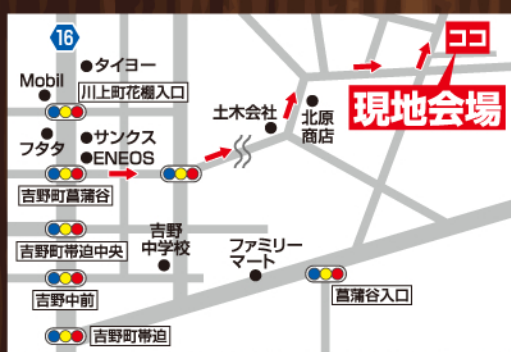 16
タイヨー
Mobil
川上町花棚入口
フタタ
サンクス
ENEOS
吉野町菖蒲谷
土木会社
北原
商店
ココ
現地会場
吉野町帯迫中央
吉野
中学校
ファミリー
マート
吉野中前
菖蒲谷入口
吉野町帯迫